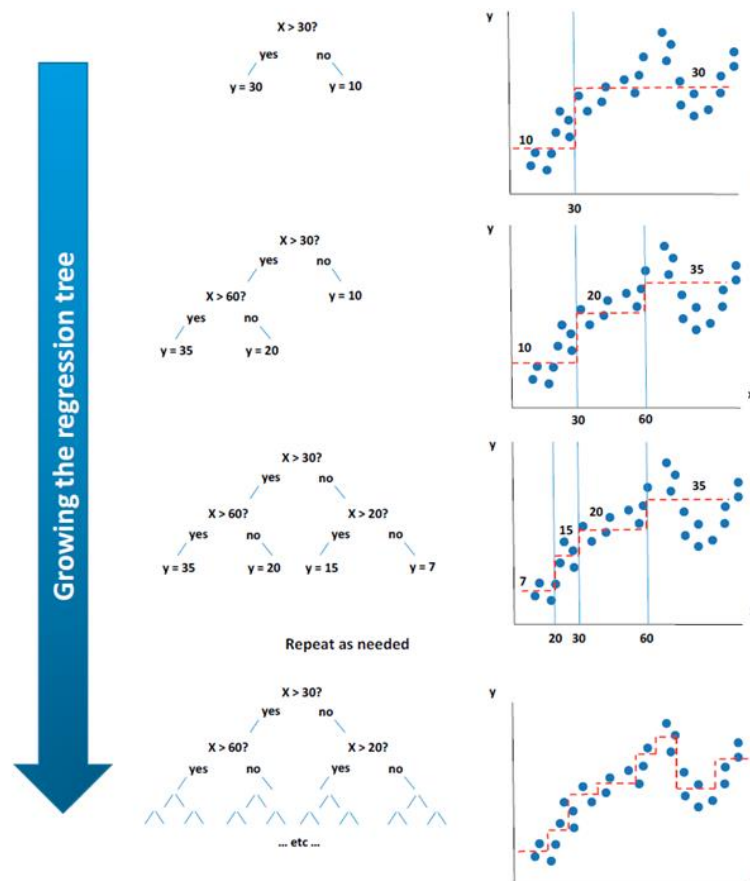 Growing the regression tree
X > 30?
yes no
y = 30 y = 10
y
30
10
30
X > 30?
yes no
X > 60? y = 10
yes no
y = 35 y = 20
y
35
20
10
30 60
X > 30?
yes no
X > 60? X > 20?
yes no yes no
y = 35 y = 20 y = 15 y = 7
y
35
20
15
7
20 30 60
Repeat as needed
X > 30?
yes no
X > 60? X > 20?
yes no yes no
... etc ...
y